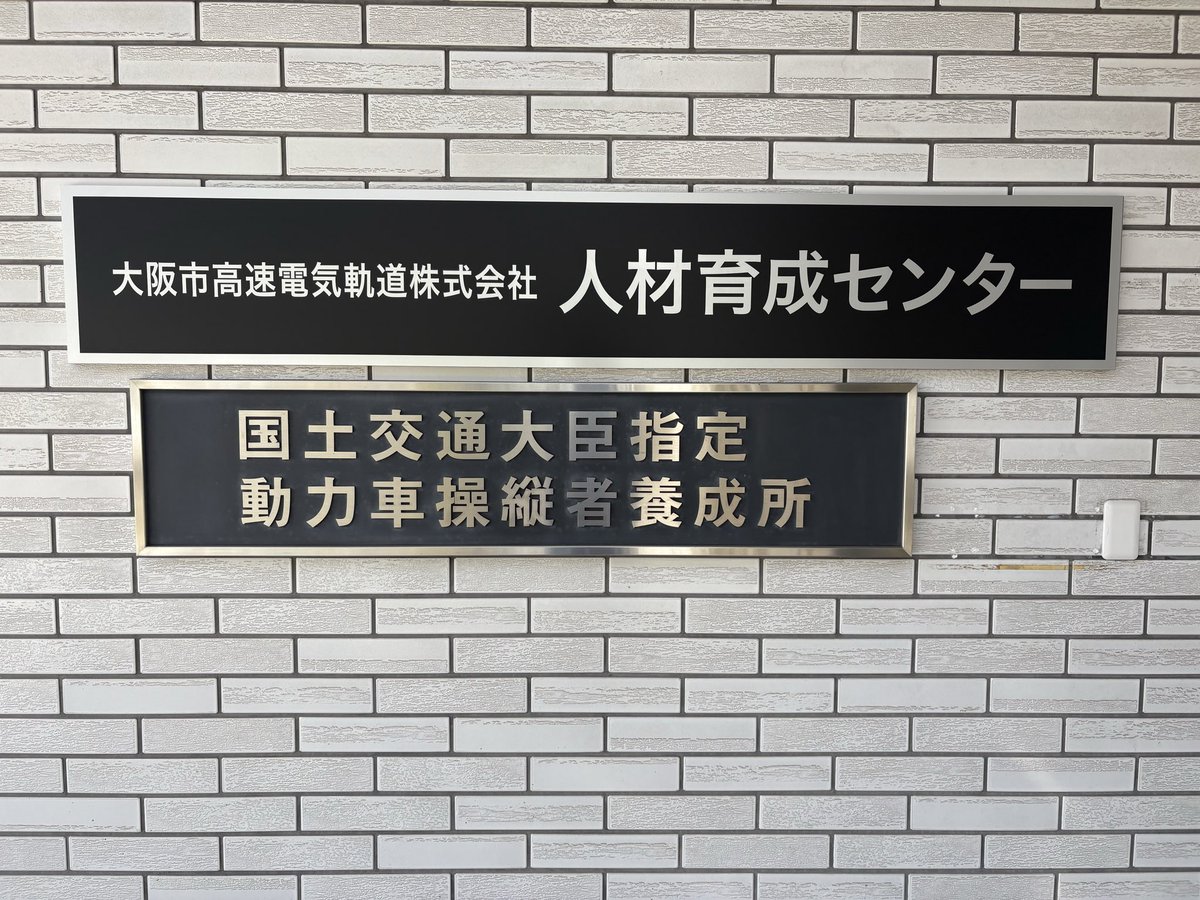 大阪市高速電気軌道株式会社 人材育成センター
国土交通大臣指定
動力車操縦者養成所